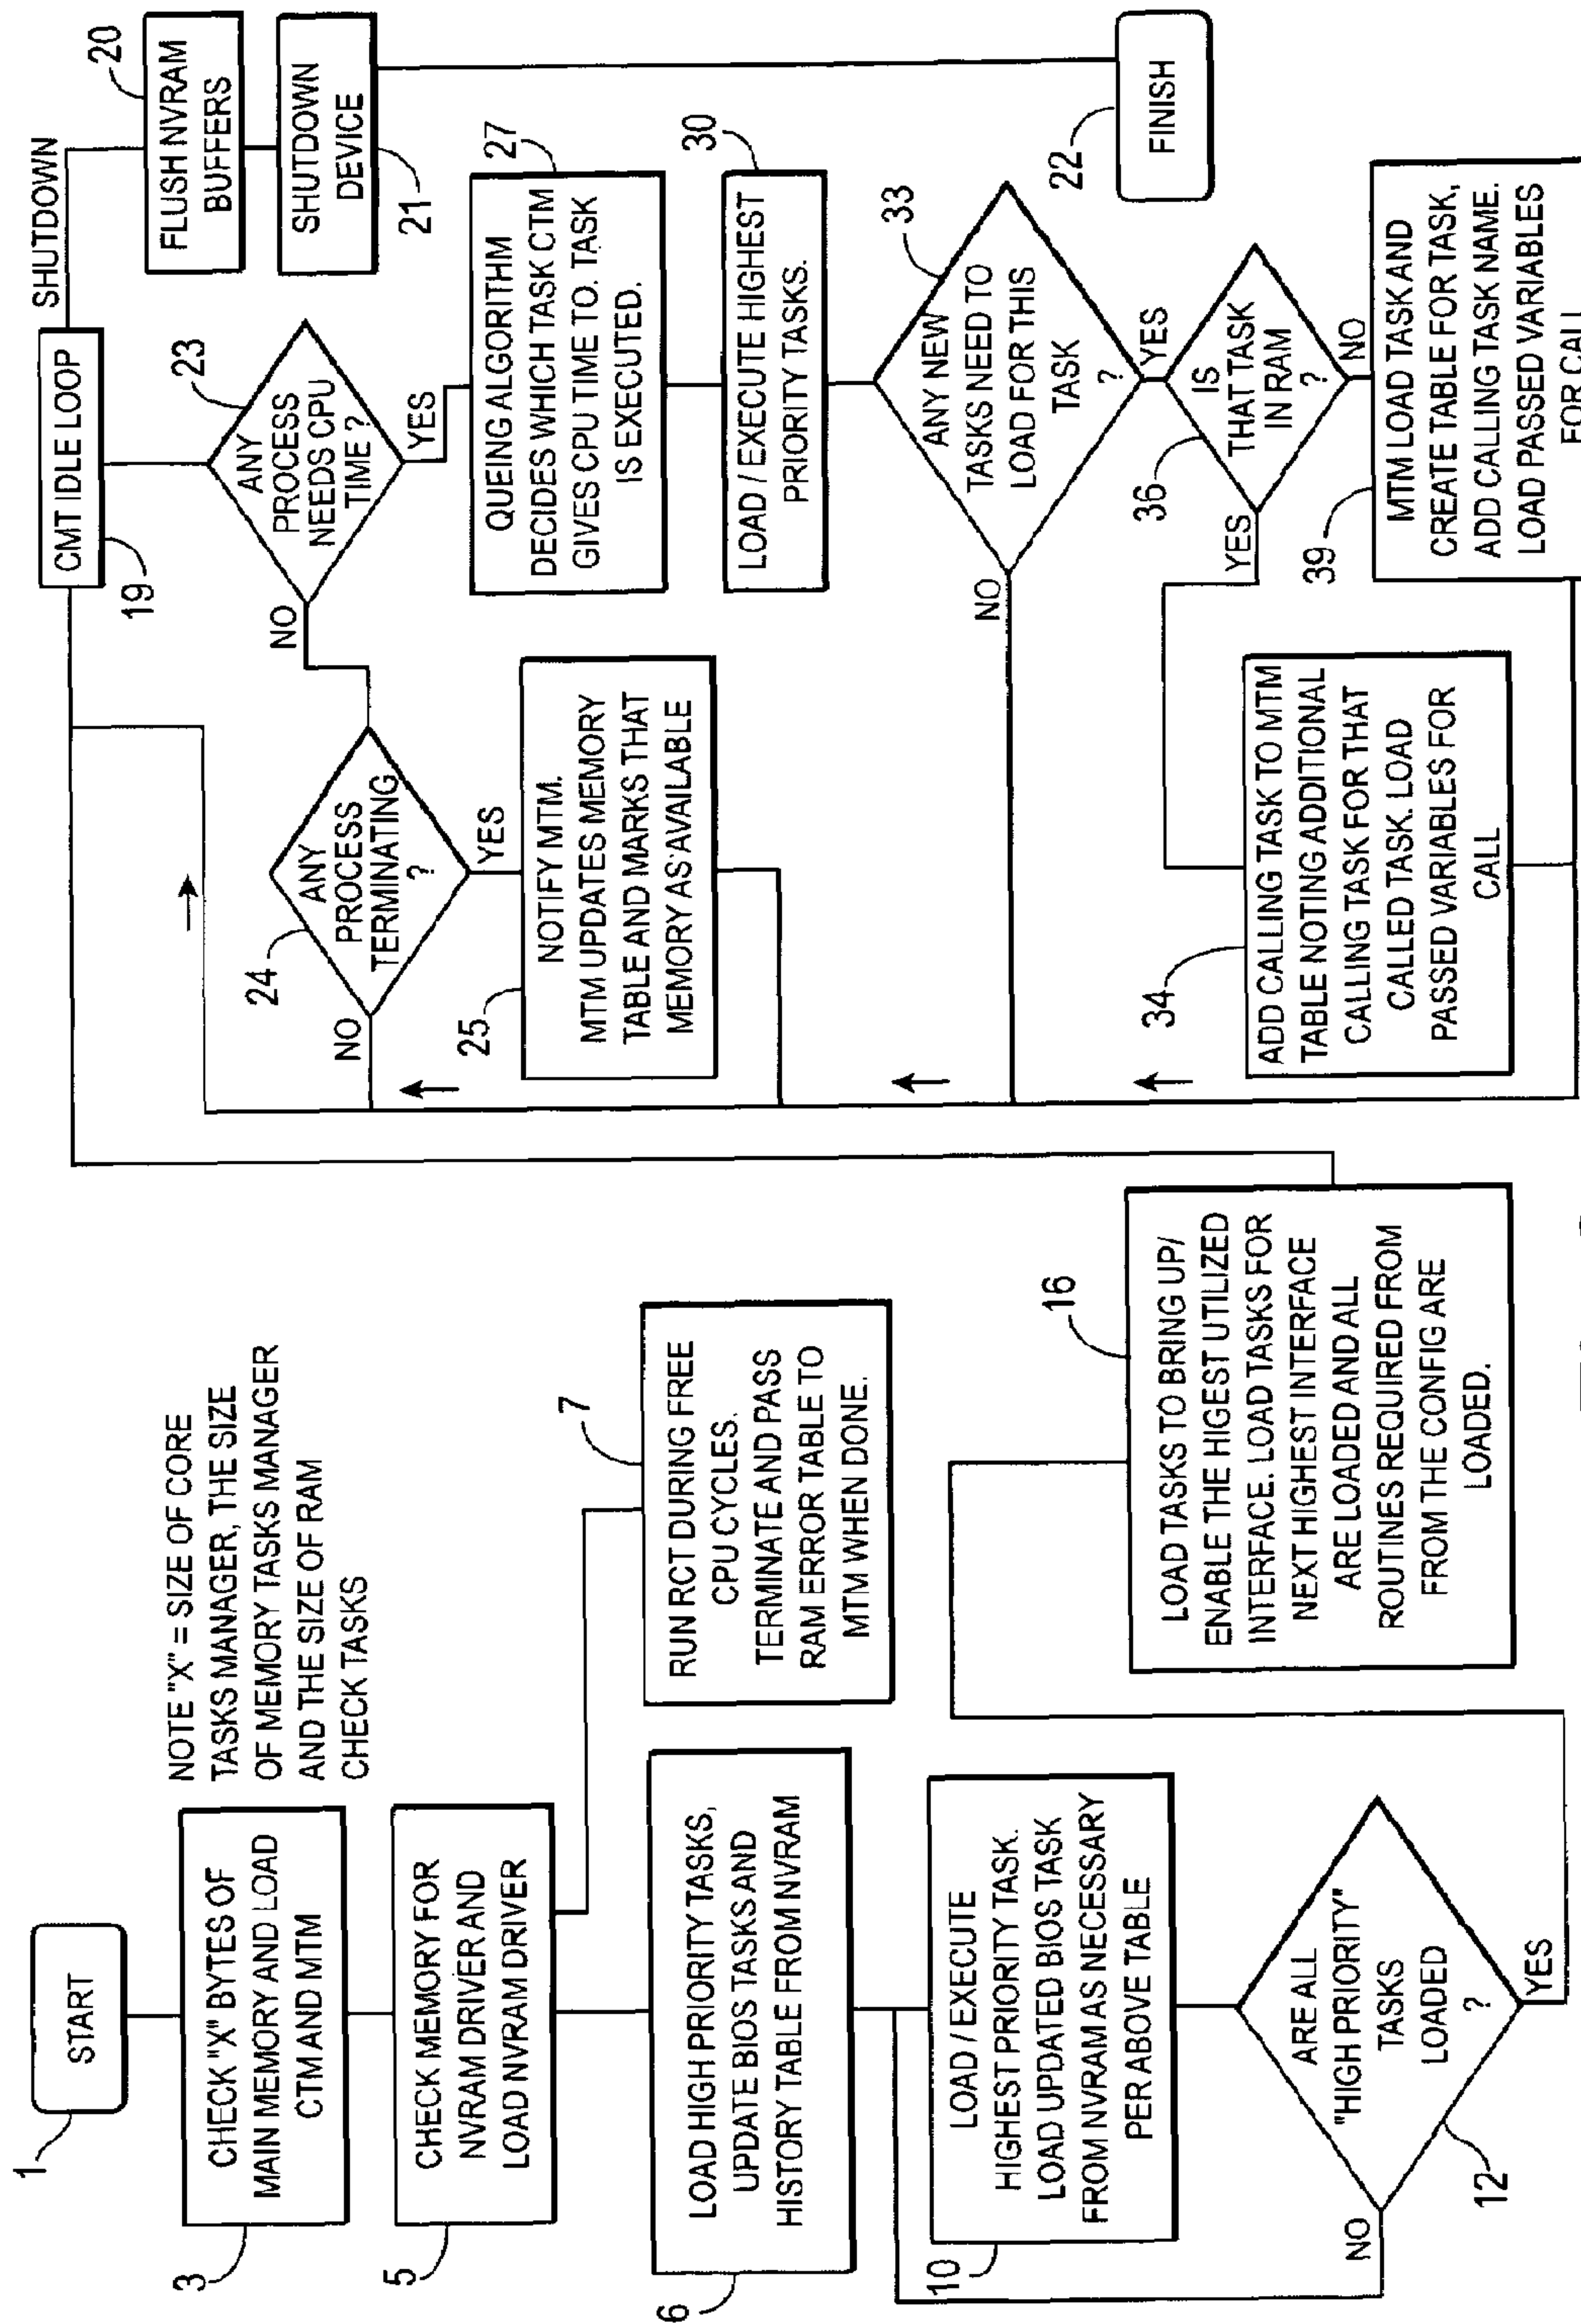 1
START
NOTE "X" = SIZE OF CORE
TASKS MANAGER, THE SIZE
OF MEMORY TASKS MANAGER
AND THE SIZE OF RAM
CHECK TASKS
3
CHECK "X" BYTES OF
MAIN MEMORY AND LOAD
CTM AND MTM
5
CHECK MEMORY FOR
NVRAM DRIVER AND
LOAD NVRAM DRIVER
7
RUN RCT DURING FREE
CPU CYCLES.
TERMINATE AND PASS
RAM ERROR TABLE TO
MTM WHEN DONE.
6
LOAD HIGH PRIORITY TASKS,
UPDATE BIOS TASKS AND
HISTORY TABLE FROM NVRAM
10
LOAD / EXECUTE
HIGHEST PRIORITY TASK.
LOAD UPDATED BIOS TASK
FROM NVRAM AS NECESSARY
PER ABOVE TABLE
12
ARE ALL
"HIGH PRIORITY"
TASKS
LOADED
?
NO
YES
16
LOAD TASKS TO BRING UP/
ENABLE THE HIGEST UTILIZED
INTERFACE. LOAD TASKS FOR
NEXT HIGHEST INTERFACE
ARE LOADED AND ALL
ROUTINES REQUIRED FROM
FROM THE CONFIG ARE
LOADED.
19
CMT IDLE LOOP
SHUTDOWN
20
FLUSH NVRAM
BUFFERS
SHUTDOWN
DEVICE
21
22
FINISH
23
ANY
PROCESS
NEEDS CPU
TIME ?
NO
YES
24
ANY
PROCESS
TERMINATING
?
NO
YES
25
NOTIFY MTM.
MTM UPDATES MEMORY
TABLE AND MARKS THAT
MEMORY AS AVAILABLE
27
QUEING ALGORITHM
DECIDES WHICH TASK CTM
GIVES CPU TIME TO. TASK
IS EXECUTED.
30
LOAD / EXECUTE HIGHEST
PRIORITY TASKS.
33
ANY NEW
TASKS NEED TO
LOAD FOR THIS
TASK
?
NO
YES
36
IS
THAT TASK
IN RAM
?
YES
NO
34
ADD CALLING TASK TO MTM
TABLE NOTING ADDITIONAL
CALLING TASK FOR THAT
CALLED TASK. LOAD
PASSED VARIABLES FOR
CALL
39
MTM LOAD TASK AND
CREATE TABLE FOR TASK,
ADD CALLING TASK NAME.
LOAD PASSED VARIABLES
FOR CALL